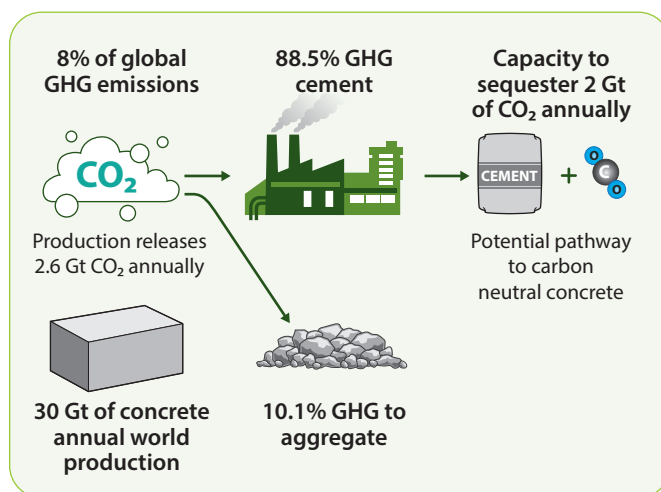 8% of global
GHG emissions
CO₂
Production releases
2.6 Gt CO₂ annually
88.5% GHG
cement
Capacity to
sequester 2 Gt
of CO₂ annually
CEMENT
+
O
C
O
Potential pathway
to carbon
neutral concrete
30 Gt of concrete
annual world
production
10.1% GHG to
aggregate